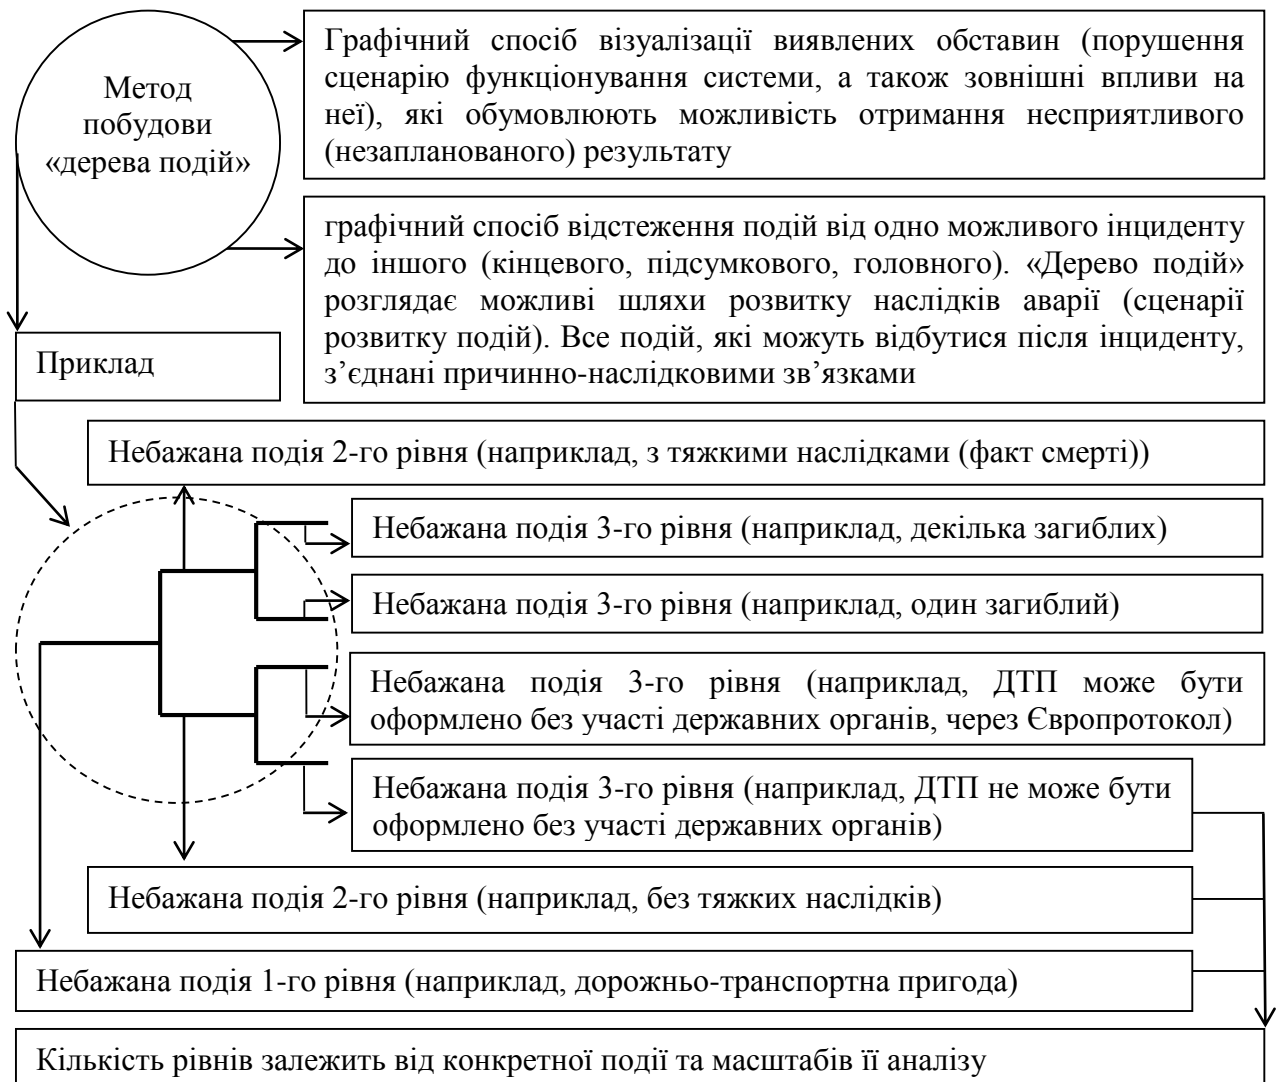 Метод
побудови
«дерева подій»
Графічний спосіб візуалізації виявлених обставин (порушення
сценарію функціонування системи, а також зовнішні впливи на
неї), які обумовлюють можливість отримання несприятливого
(незапланованого) результату
графічний спосіб відстеження подій від одно можливого інциденту
до іншого (кінцевого, підсумкового, головного). «Дерево подій»
розглядає можливі шляхи розвитку наслідків аварії (сценарії
розвитку подій). Все подій, які можуть відбутися після інциденту,
з’єднані причинно-наслідковими зв’язками
Приклад
Небажана подія 2-го рівня (наприклад, з тяжкими наслідками (факт смерті))
Небажана подія 3-го рівня (наприклад, декілька загиблих)
Небажана подія 3-го рівня (наприклад, один загиблий)
Небажана подія 3-го рівня (наприклад, ДТП може бути
оформлено без участі державних органів, через Європротокол)
Небажана подія 3-го рівня (наприклад, ДТП не може бути
оформлено без участі державних органів)
Небажана подія 2-го рівня (наприклад, без тяжких наслідків)
Небажана подія 1-го рівня (наприклад, дорожньо-транспортна пригода)
Кількість рівнів залежить від конкретної події та масштабів її аналізу